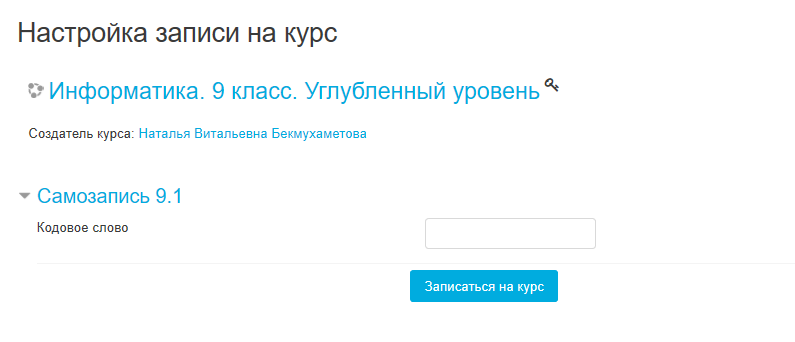 Настройка записи на курс
Информатика. 9 класс. Углубленный уровень
Создатель курса: Наталья Витальевна Бекмухаметова
Самозапись 9.1
Кодовое слово
Записаться на курс